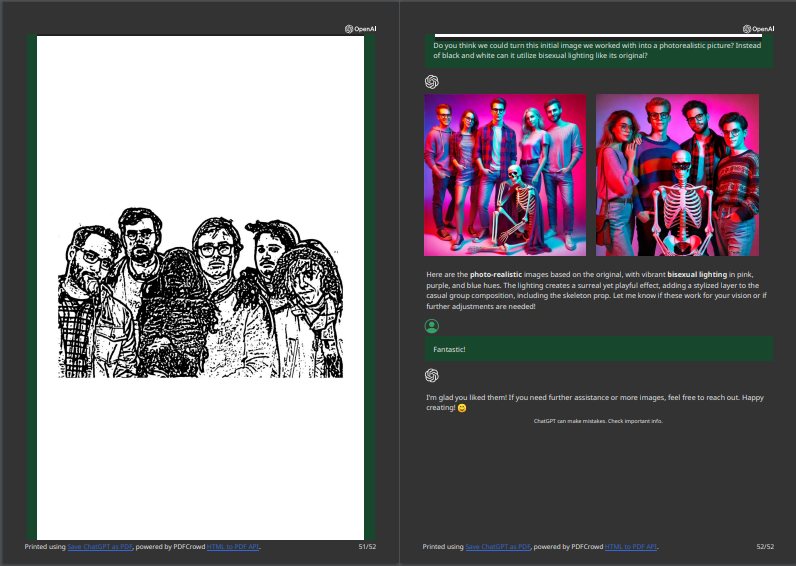 OpenAI
Printed using Save ChatGPT as PDF, powered by PDFCrowd HTML to PDF API.
51/52
OpenAI
Do you think we could turn this initial image we worked with into a photorealistic picture? Instead
of black and white can it utilize bisexual lighting like its original?
Here are the photo-realistic images based on the original, with vibrant bisexual lighting in pink,
purple, and blue hues. The lighting creates a surreal yet playful effect, adding a stylized layer to the
casual group composition, including the skeleton prop. Let me know if these work for your vision or if
further adjustments are needed!
Fantastic!
I'm glad you liked them! If you need further assistance or more images, feel free to reach out. Happy
creating! 😊
ChatGPT can make mistakes. Check important info.
Printed using Save ChatGPT as PDF, powered by PDFCrowd HTML to PDF API.
52/52